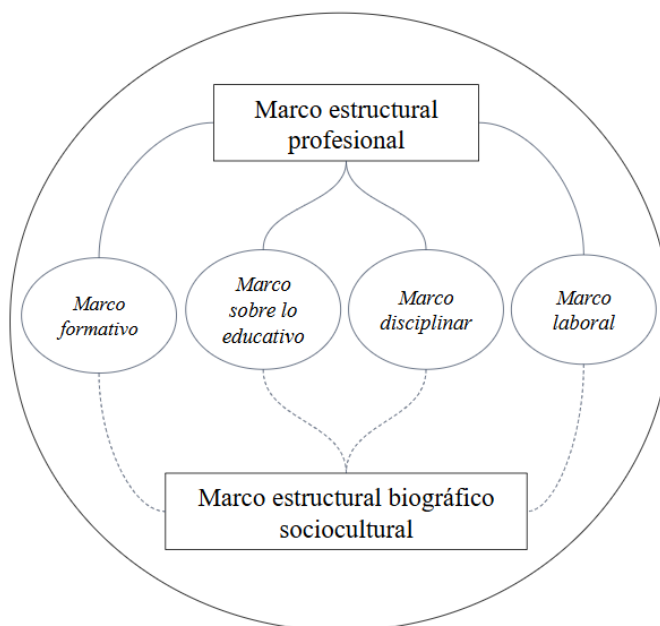 Marco estructural
profesional
Marco
formativo
Marco
sobre lo
educativo
Marco
disciplinar
Marco
laboral
Marco estructural biográfico
sociocultural